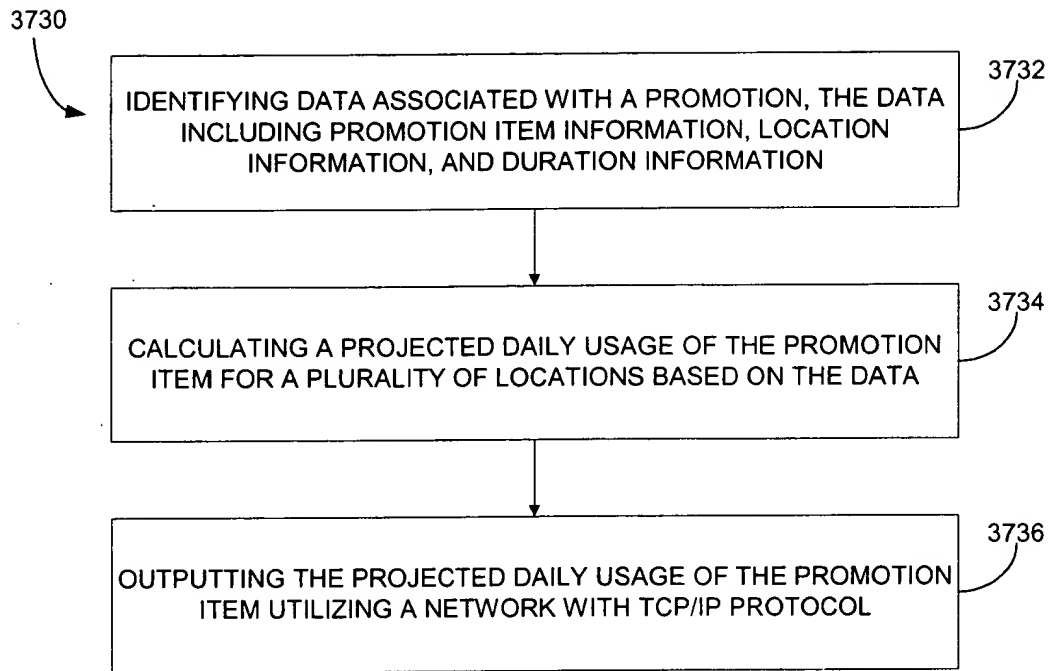 3730
3732
IDENTIFYING DATA ASSOCIATED WITH A PROMOTION, THE DATA
INCLUDING PROMOTION ITEM INFORMATION, LOCATION
INFORMATION, AND DURATION INFORMATION
3734
CALCULATING A PROJECTED DAILY USAGE OF THE PROMOTION
ITEM FOR A PLURALITY OF LOCATIONS BASED ON THE DATA
3736
OUTPUTTING THE PROJECTED DAILY USAGE OF THE PROMOTION
ITEM UTILIZING A NETWORK WITH TCP/IP PROTOCOL